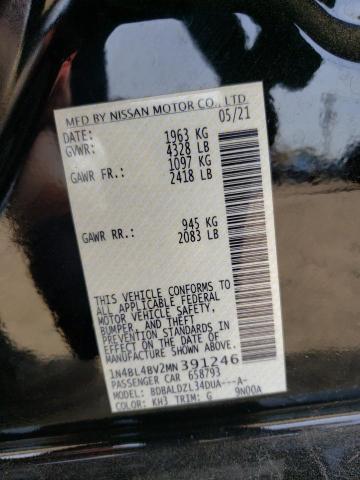 MFD BY NISSAN MOTOR CO., LTD
05/21
DATE: 1963 KG
GVWR: 4328 LB
1097 KG
GAWR FR.: 2418 LB
945 KG
GAWR RR.: 2083 LB
THIS VEHICLE CONFORMS TO
ALL APPLICABLE FEDERAL
MOTOR VEHICLE SAFETY,
BUMPER, AND THEFT
PREVENTION STANDARDS
IN EFFECT ON THE DATE OF
MANUFACTURE SHOWN ABOVE.
1N4BL4BV2MN391246
PASSENGER CAR 658793
MODEL: BDBALDZL34DUA---A-
COLOR: KH3 TRIM: G 9N00A